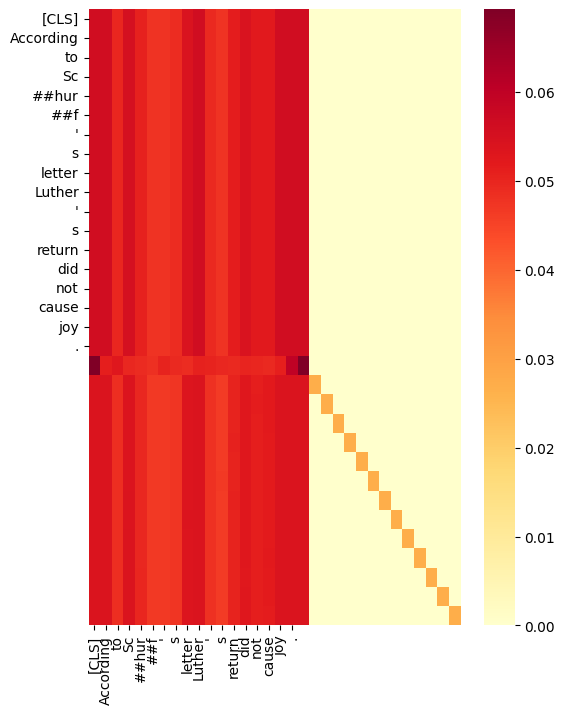 [CLS]
According
to
Sc
##hur
##f
'
s
letter
Luther
'
s
return
did
not
cause
joy
.
[CLS]
According
to
Sc
##hur
##f
'
s
letter
Luther
'
s
return
did
not
cause
joy
.
0.06
0.05
0.04
0.03
0.02
0.01
0.00